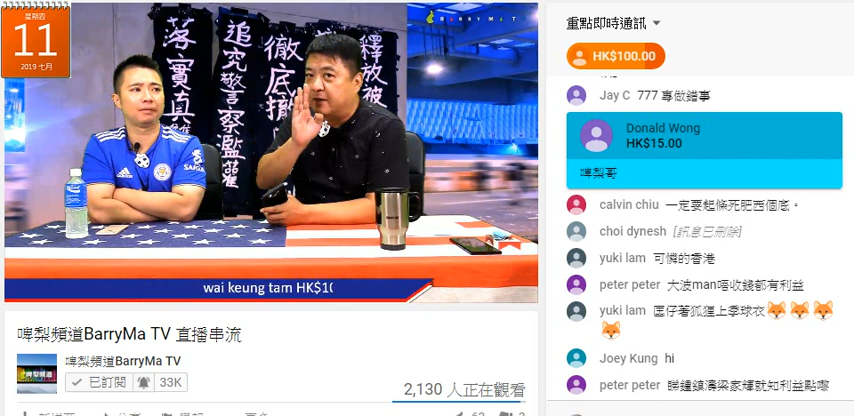 星期四
11
2019 七月
BARRYMA T
落實真
追究警察濫權
徹底撤
釋放被
wai keung tam HK$10
啤梨頻道BarryMa TV 直播串流
啤梨頻道BarryMa TV
已訂閱
33K
2,130 人正在觀看
重點即時通訊
HK$100.00
Jay C 777 專做錯事
Donald Wong
HK$15.00
啤梨哥
calvin chiu 一定要起條死肥西個底。
choi dynesh [訊息已刪除]
yuki lam 可憐的香港
peter peter 大波man唔收錢都有利益
yuki lam 匡仔著狐狸上季球衣
Joey Kung hi
peter peter 睇鐘鎮濤梁家輝就知利益點嚟